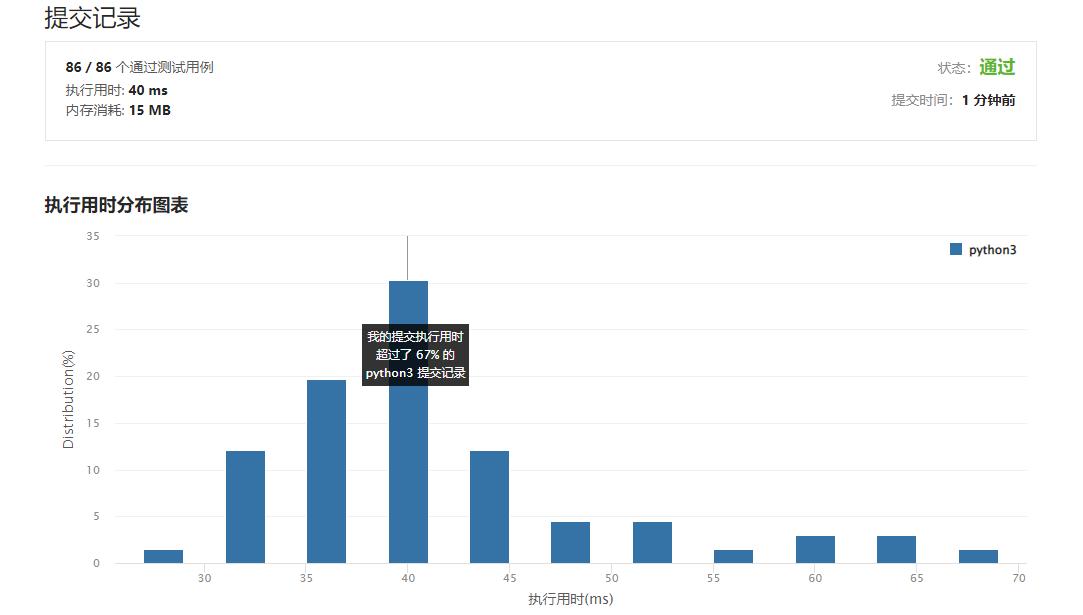 提交记录
86 / 86 个通过测试用例
状态：通过
执行用时: 40 ms
提交时间：1 分钟前
内存消耗: 15 MB
执行用时分布图表
python3
35
30
25
20
15
10
5
0
Distribution(%)
我的提交执行用时
超过了 67% 的
python3 提交记录
30 35 40 45 50 55 60 65 70
执行用时(ms)